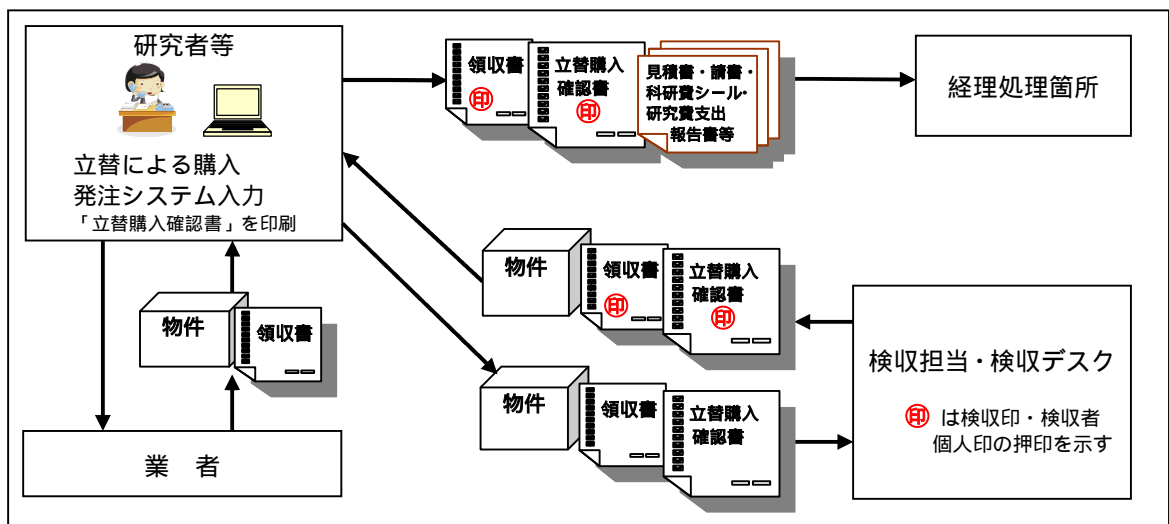 研究者等
立替による購入
発注システム入力
「立替購入確認書」を印刷
領収書
印
立替購入
確認書
印
見積書・請書・
科研費シール・
研究費支出
報告書等
経理処理箇所
物件
領収書
印
立替購入
確認書
印
物件
領収書
物件
領収書
立替購入
確認書
検収担当・検収デスク
印 は検収印・検収者
個人印の押印を示す
業 者